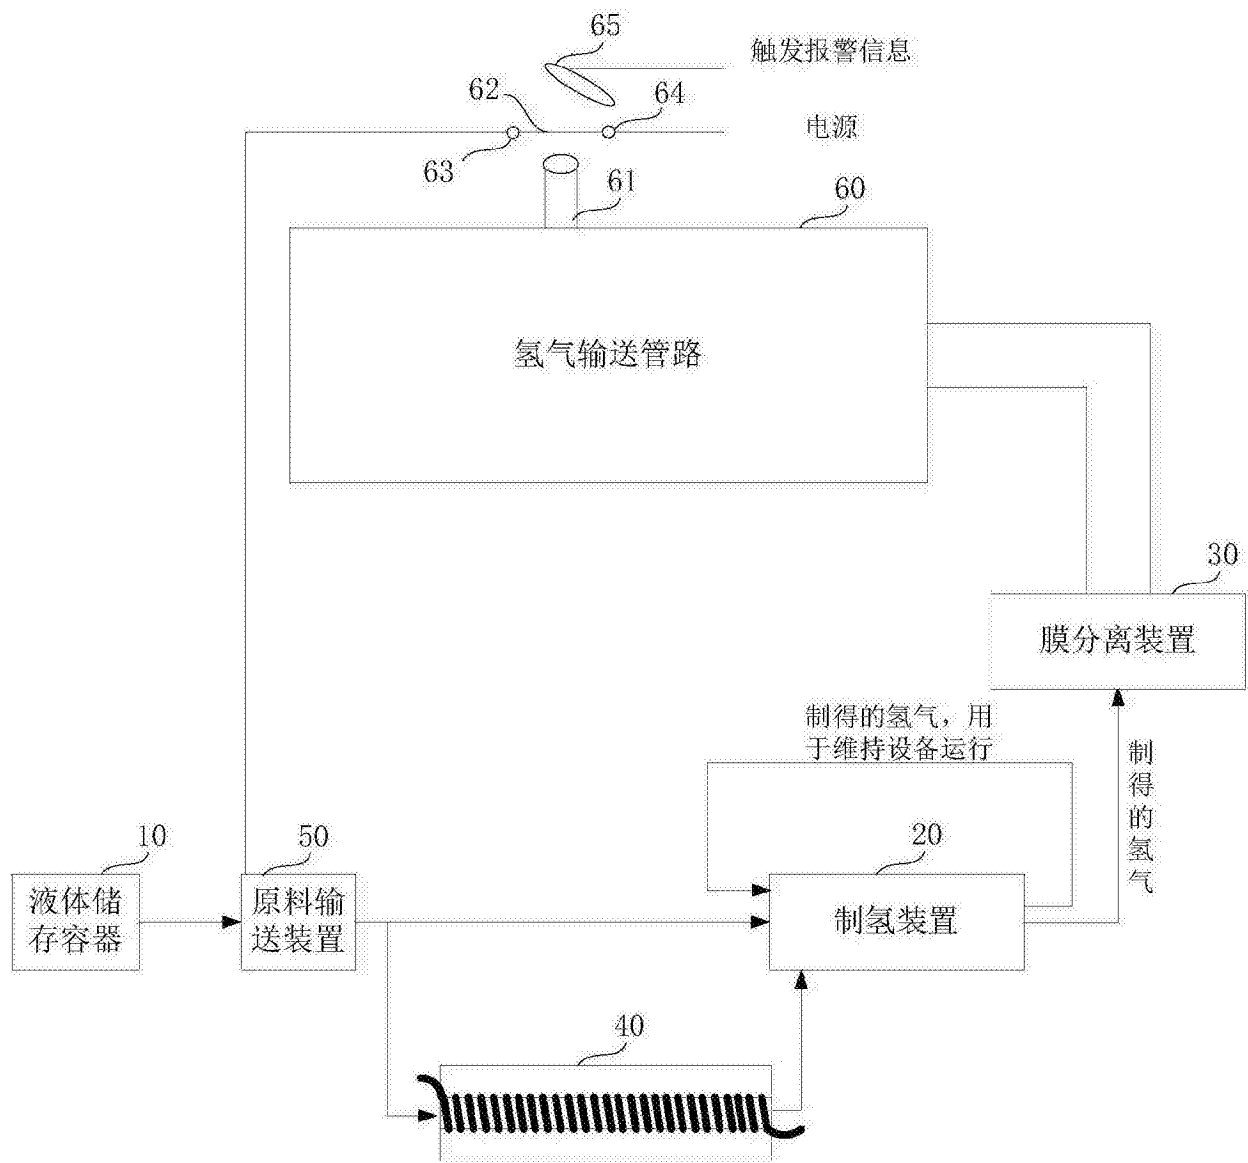 65
触发报警信息
62
64
电源
63
61
60
氢气输送管路
30
膜分离装置
制得的氢气，用
于维持设备运行
制得的氢气
10
50
20
液体储
存容器
原料输
送装置
制氢装置
40